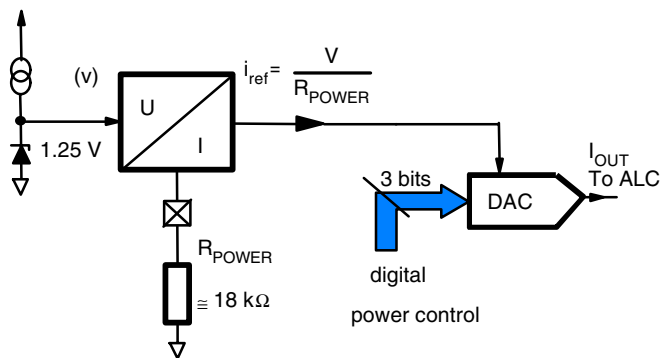 (v)
i_ref = V / R_POWER
U
I
1.25 V
3 bits
I_OUT
To ALC
DAC
R_POWER
≅ 18 kΩ
digital
power control